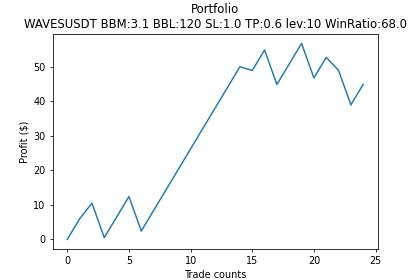 Portfolio
WAVESUSDT BBM:3.1 BBL:120 SL:1.0 TP:0.6 lev:10 WinRatio:68.0
Profit ($)
50
40
30
20
10
0
0 5 10 15 20 25
Trade counts